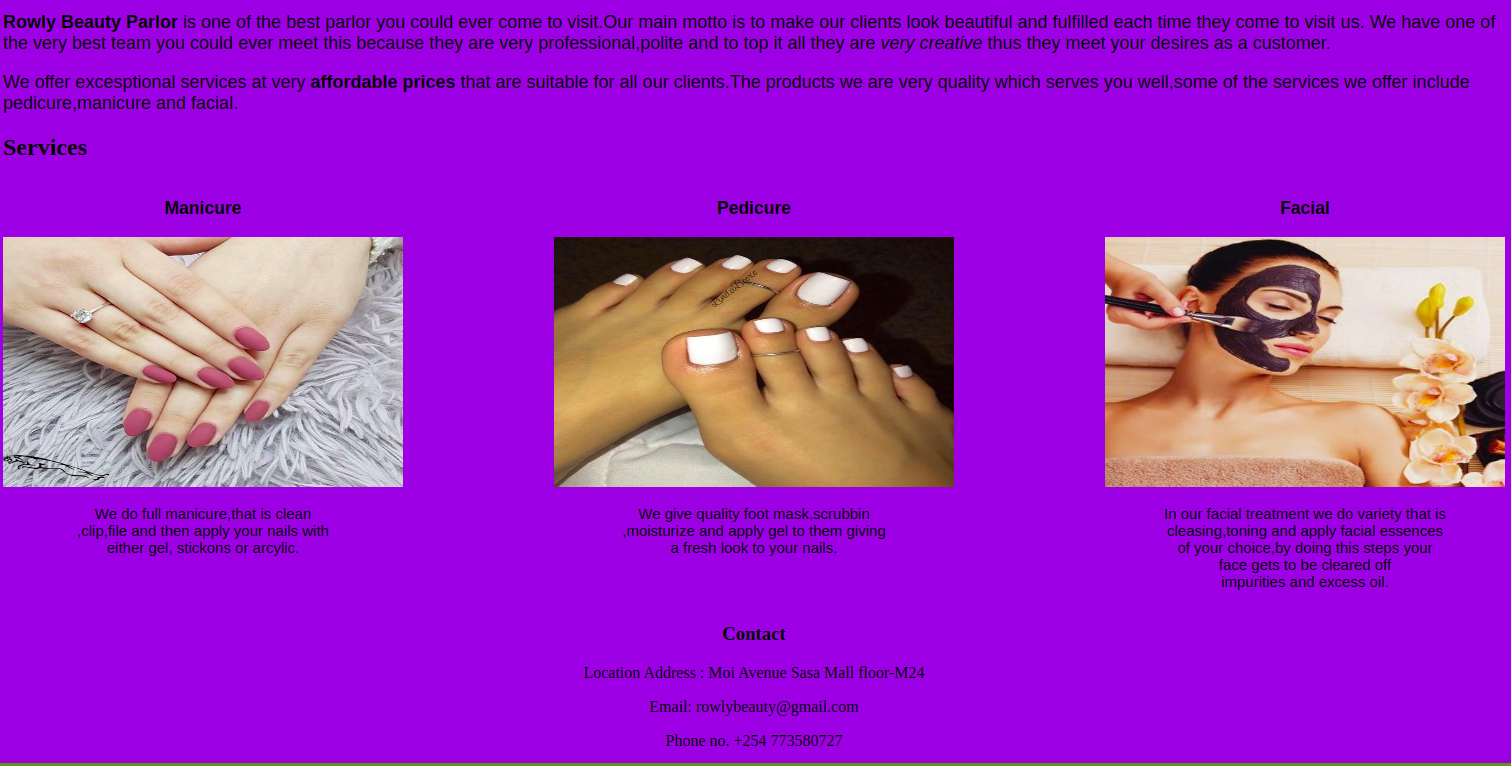 Rowly Beauty Parlor is one of the best parlor you could ever come to visit.Our main motto is to make our clients look beautiful and fulfilled each time they come to visit us. We have one of
the very best team you could ever meet this because they are very professional,polite and to top it all they are very creative thus they meet your desires as a customer.
We offer excesptional services at very affordable prices that are suitable for all our clients.The products we are very quality which serves you well,some of the services we offer include
pedicure,manicure and facial.
Services
Manicure
Pedicure
Facial
We do full manicure,that is clean
,clip,file and then apply your nails with
either gel, stickons or arcylic.
We give quality foot mask,scrubbin
,moisturize and apply gel to them giving
a fresh look to your nails.
In our facial treatment we do variety that is
cleasing,toning and apply facial essences
of your choice,by doing this steps your
face gets to be cleared off
impurities and excess oil.
Contact
Location Address : Moi Avenue Sasa Mall floor-M24
Email: rowlybeauty@gmail.com
Phone no. +254 773580727